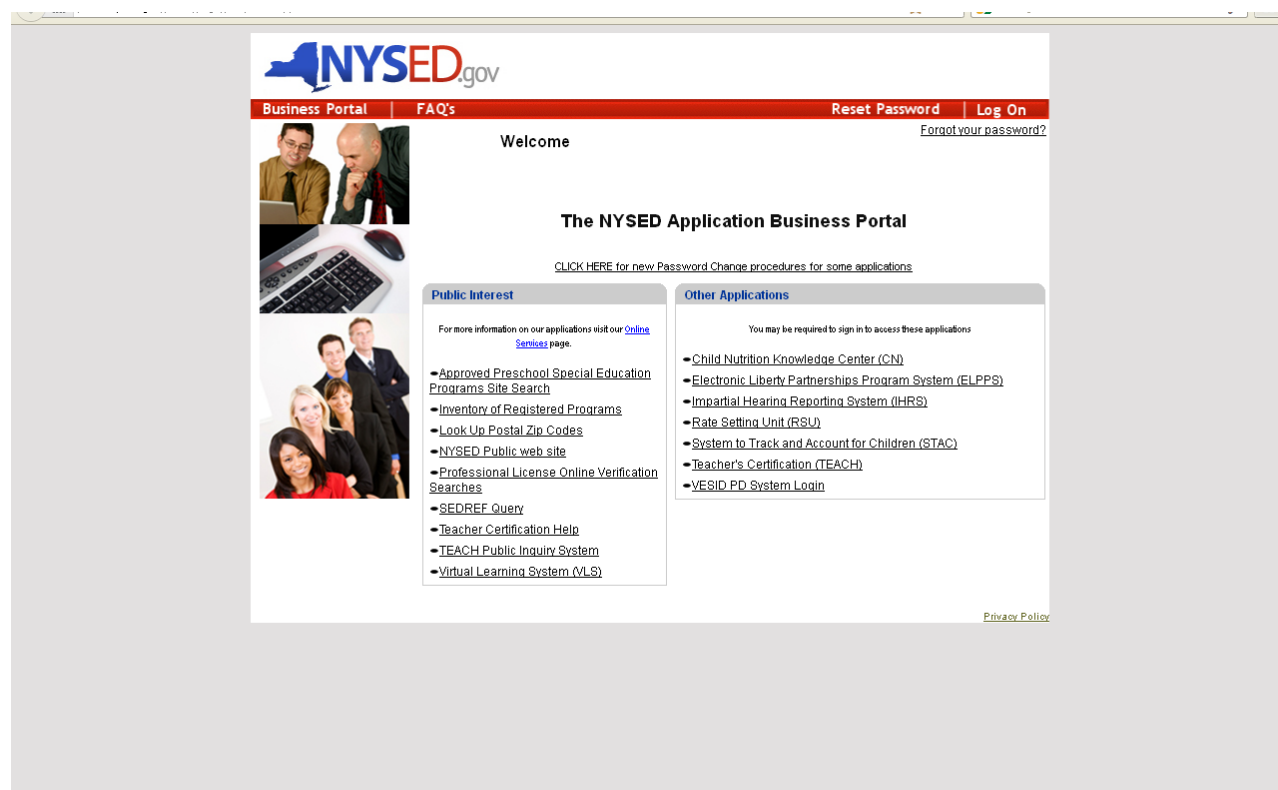 NYSED.gov
Business Portal | FAQ's Reset Password | Log On
Forgot your password?
Welcome
The NYSED Application Business Portal
CLICK HERE for new Password Change procedures for some applications
Public Interest
For more information on our applications visit our Online
Services page.
Approved Preschool Special Education
Programs Site Search
Inventory of Registered Programs
Look Up Postal Zip Codes
NYSED Public web site
Professional License Online Verification
Searches
SEDREF Query
Teacher Certification Help
TEACH Public Inquiry System
Virtual Learning System (VLS)
Other Applications
You may be required to sign in to access these applications
Child Nutrition Knowledge Center (CN)
Electronic Liberty Partnerships Program System (ELPPS)
Impartial Hearing Reporting System (IHRS)
Rate Setting Unit (RSU)
System to Track and Account for Children (STAC)
Teacher's Certification (TEACH)
VESID PD System Login
Privacy Policy